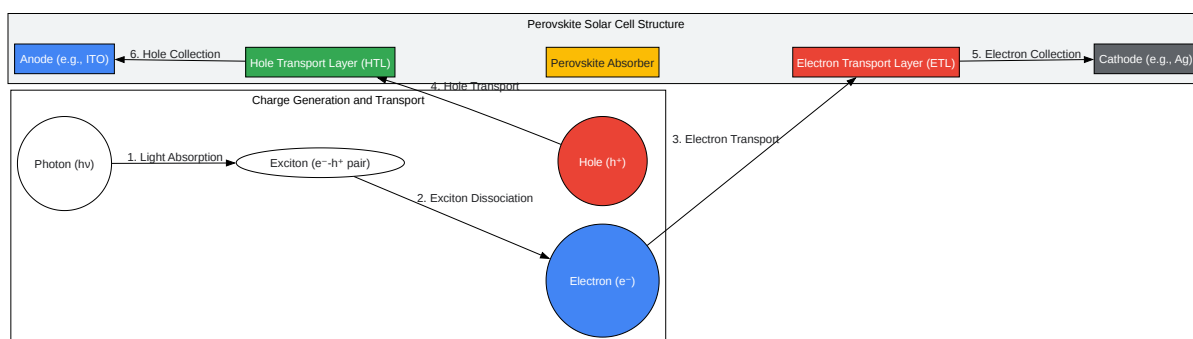 Perovskite Solar Cell Structure
Anode (e.g., ITO)
6. Hole Collection
Hole Transport Layer (HTL)
Perovskite Absorber
Electron Transport Layer (ETL)
5. Electron Collection
Cathode (e.g., Ag)
4. Hole Transport
Charge Generation and Transport
Photon (hν)
1. Light Absorption
Exciton (e⁻-h⁺ pair)
Hole (h⁺)
3. Electron Transport
2. Exciton Dissociation
Electron (e⁻)